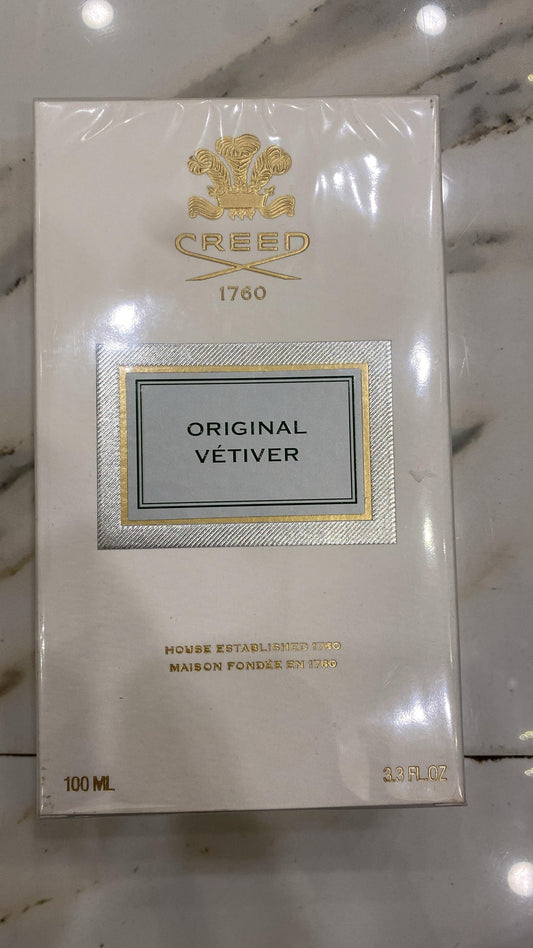 CREED
1760
ORIGINAL
VÉTIVER
HOUSE ESTABLISHED 1760
MAISON FONDÉE EN 1760
100 ML
3.3 FL.OZ